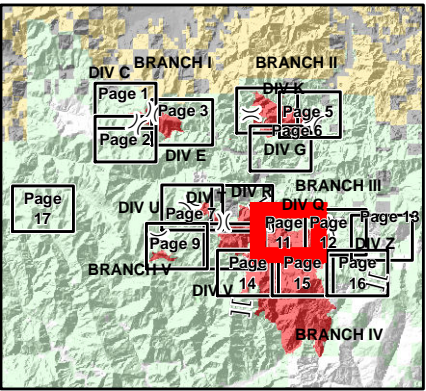 BRANCH I
BRANCH II
DIV C
DIV K
Page 1
Page 3
Page 5
Page 6
Page 2
DIV G
DIV E
BRANCH III
DIV R
Page
17
DIV U
DIV Q
Page 7
Page 13
Page
11
Page
12
Page 9
DIV Z
BRANCH V
Page
14
Page
15
Page
16
DIV V
BRANCH IV